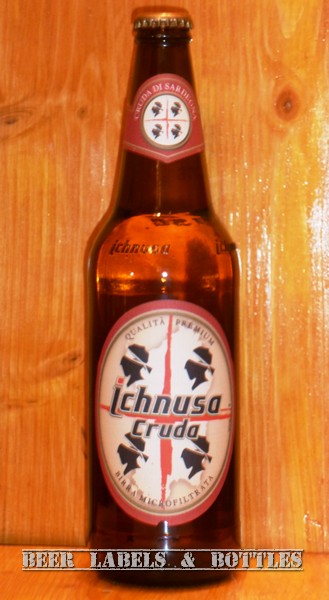 CRUDA DI SARDEGNA
ichnusa
QUALITÀ PREMIUM
ichnusa
Cruda
BIRRA MICROFILTRATA
BEER LABELS & BOTTLES